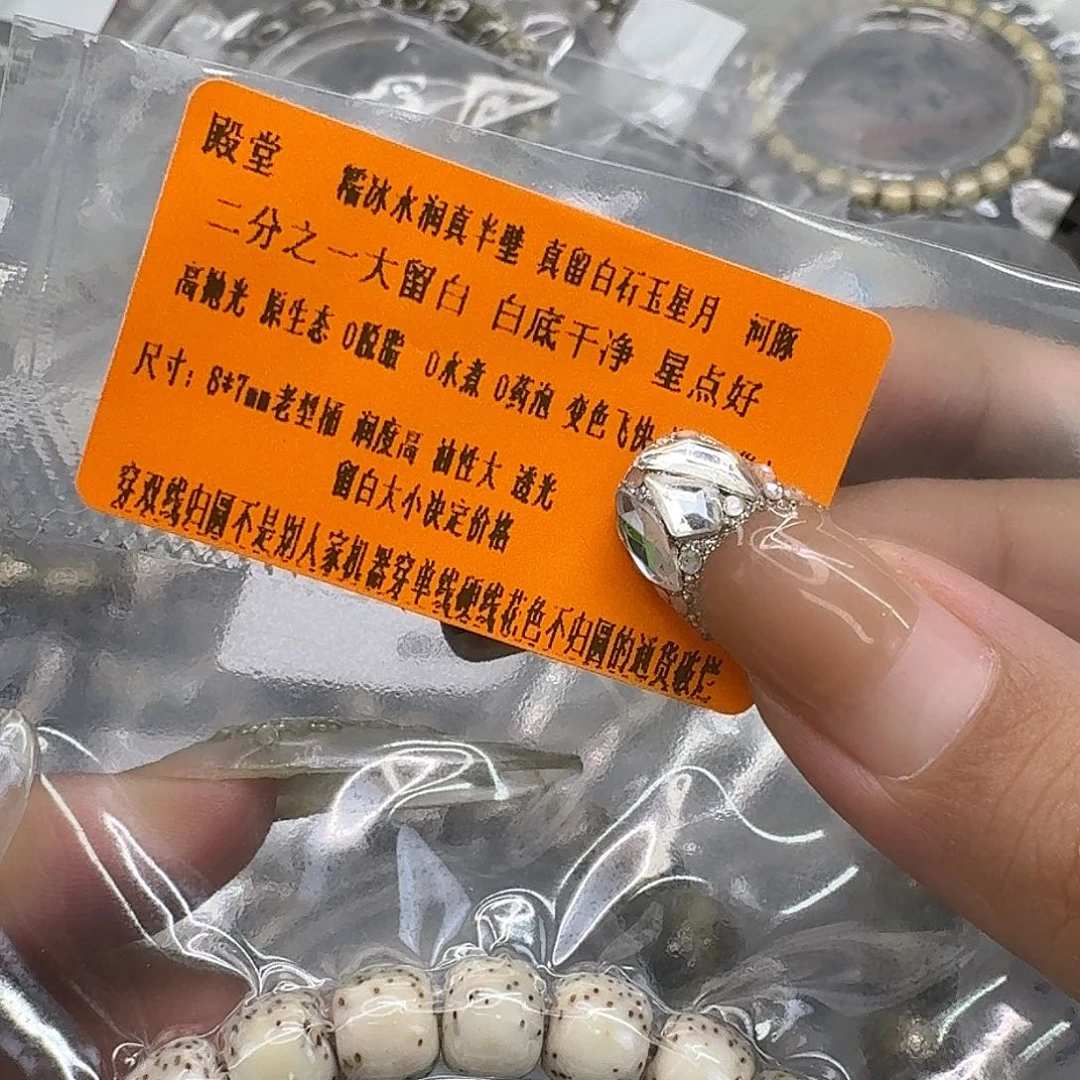 殿堂 糯冰水润真半壁 真留白石玉星月 河豚
二分之一大留白 白底干净 星点好
高抛光 原生态 0脱脂 0水煮 0药泡 变色飞快
尺寸：8*7mm老型桶 润度高 油性大 透光
留白大小决定价格
穿双线归圆不是别人家机器穿单线硬线花色不归圆的通货破烂